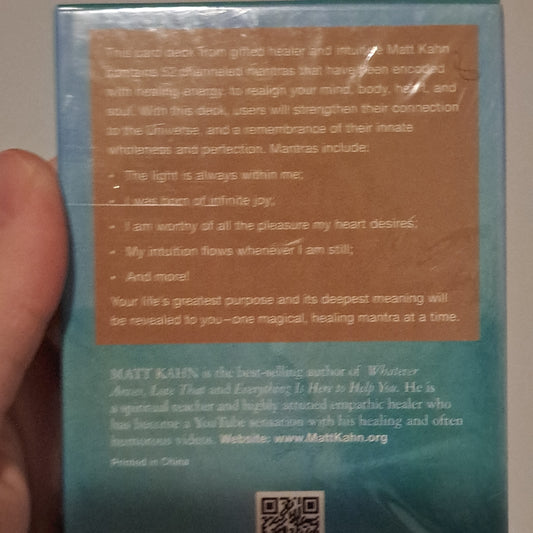 This card deck from gifted healer and intuitive Matt Kahn
contains 52 channeled mantras that have been encoded
with healing energy to realign your mind, body, heart, and
soul. With this deck, users will strengthen their connection
to the Universe, and a remembrance of their innate
wholeness and perfection. Mantras include:
• The light is always within me;
• I was born of infinite joy;
• I am worthy of all the pleasure my heart desires;
• My intuition flows whenever I am still;
• And more!
Your life's greatest purpose and its deepest meaning will
be revealed to you—one magical, healing mantra at a time.
MATT KAHN is the best-selling author of Whatever
Arises, Love That and Everything Is Here to Help You. He is
a spiritual teacher and highly attuned empathic healer who
has become a YouTube sensation with his healing and often
humorous videos. Website: www.MattKahn.org
Printed in China